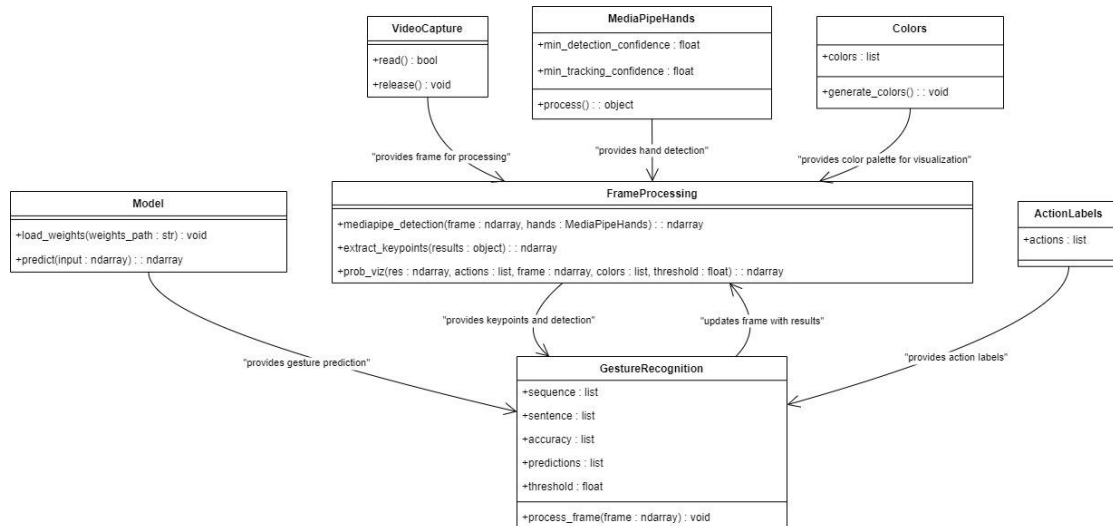 VideoCapture
+read() : bool
+release() : void
MediaPipeHands
+min_detection_confidence : float
+min_tracking_confidence : float
+process() : : object
Colors
+colors : list
+generate_colors() : : void
"provides frame for processing"
"provides hand detection"
"provides color palette for visualization"
Model
+load_weights(weights_path : str) : void
+predict(input : ndarray) : : ndarray
FrameProcessing
+mediapipe_detection(frame : ndarray, hands : MediaPipeHands) : : ndarray
+extract_keypoints(results : object) : : ndarray
+prob_viz(res : ndarray, actions : list, frame : ndarray, colors : list, threshold : float) : : ndarray
ActionLabels
+actions : list
"provides keypoints and detection"
"updates frame with results"
"provides gesture prediction"
"provides action labels"
GestureRecognition
+sequence : list
+sentence : list
+accuracy : list
+predictions : list
+threshold : float
+process_frame(frame : ndarray) : void